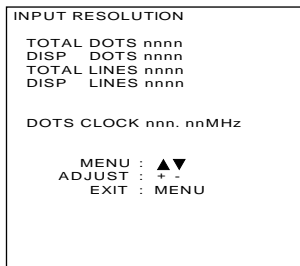 INPUT RESOLUTION
TOTAL DOTS nnnn
DISP DOTS nnnn
TOTAL LINES nnnn
DISP LINES nnnn
DOTS CLOCK nnn. nnMHz
MENU : ▲▼
ADJUST : + -
EXIT : MENU